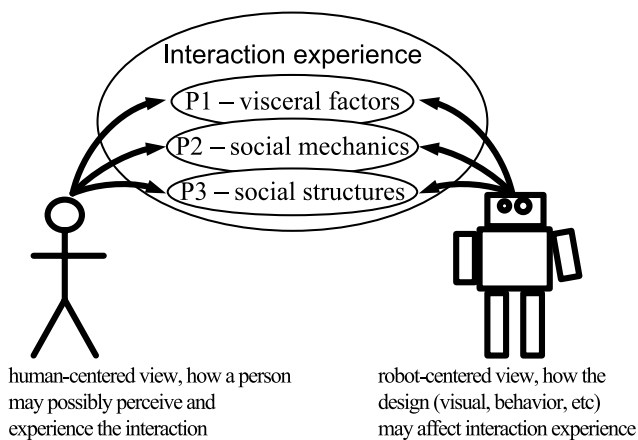 Interaction experience
P1 – visceral factors
P2 – social mechanics
P3 – social structures
human-centered view, how a person
may possibly perceive and
experience the interaction
robot-centered view, how the
design (visual, behavior, etc)
may affect interaction experience